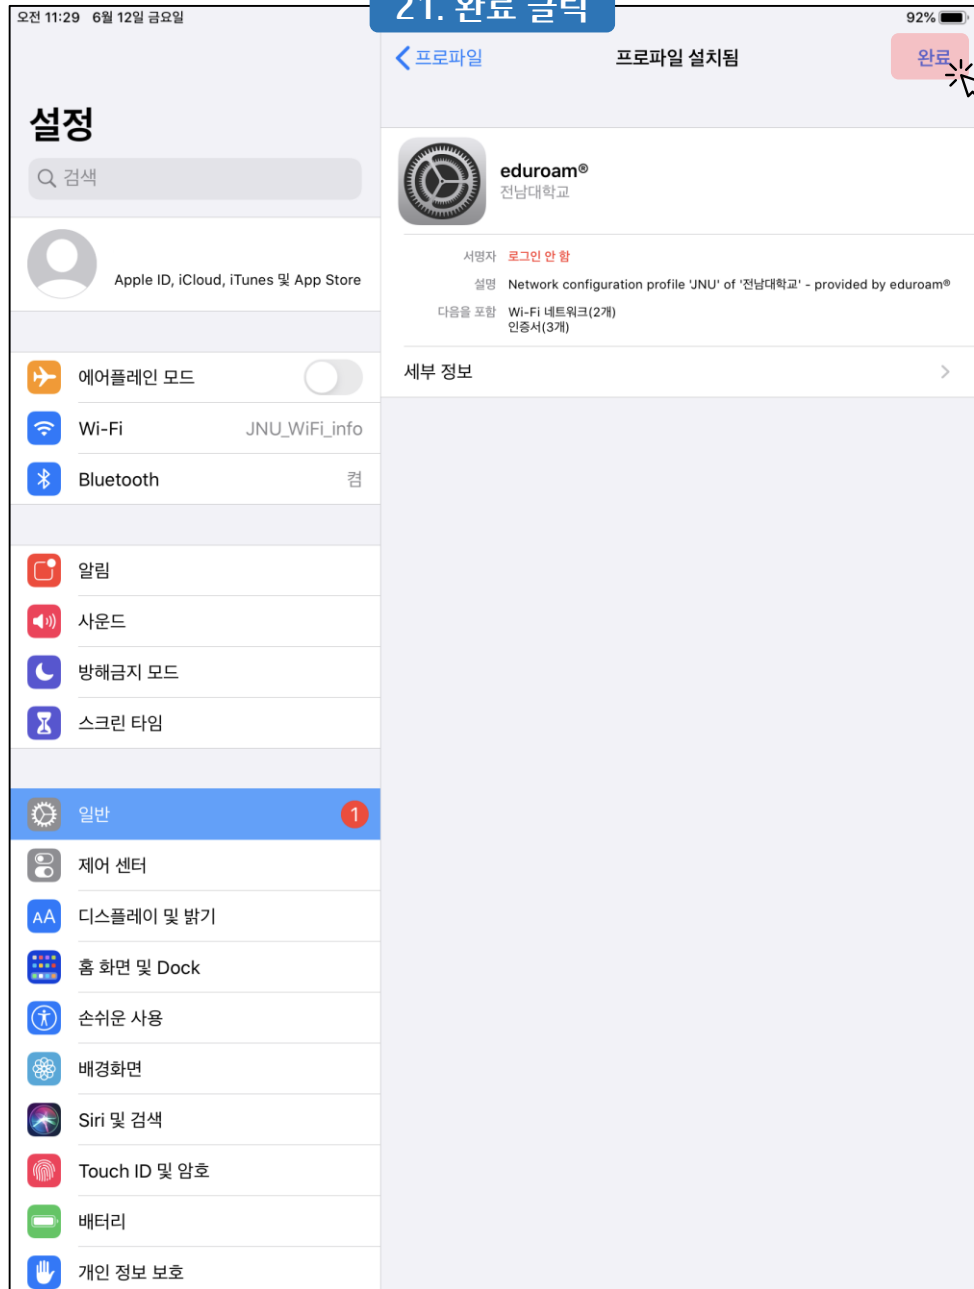 오전 11:29 6월 12일 금요일
21. 완료 클릭
92%
프로파일
프로파일 설치됨
완료
설정
검색
Apple ID, iCloud, iTunes 및 App Store
에어플레인 모드
Wi-Fi JNU_WiFi_info
Bluetooth 켬
알림
사운드
방해금지 모드
스크린 타임
일반 1
제어 센터
AA 디스플레이 및 밝기
홈 화면 및 Dock
손쉬운 사용
배경화면
Siri 및 검색
Touch ID 및 암호
배터리
개인 정보 보호
eduroam®
전남대학교
서명자 로그인 안 함
설명 Network configuration profile 'JNU' of '전남대학교' - provided by eduroam®
다음을 포함 Wi-Fi 네트워크(2개)
인증서(3개)
세부 정보